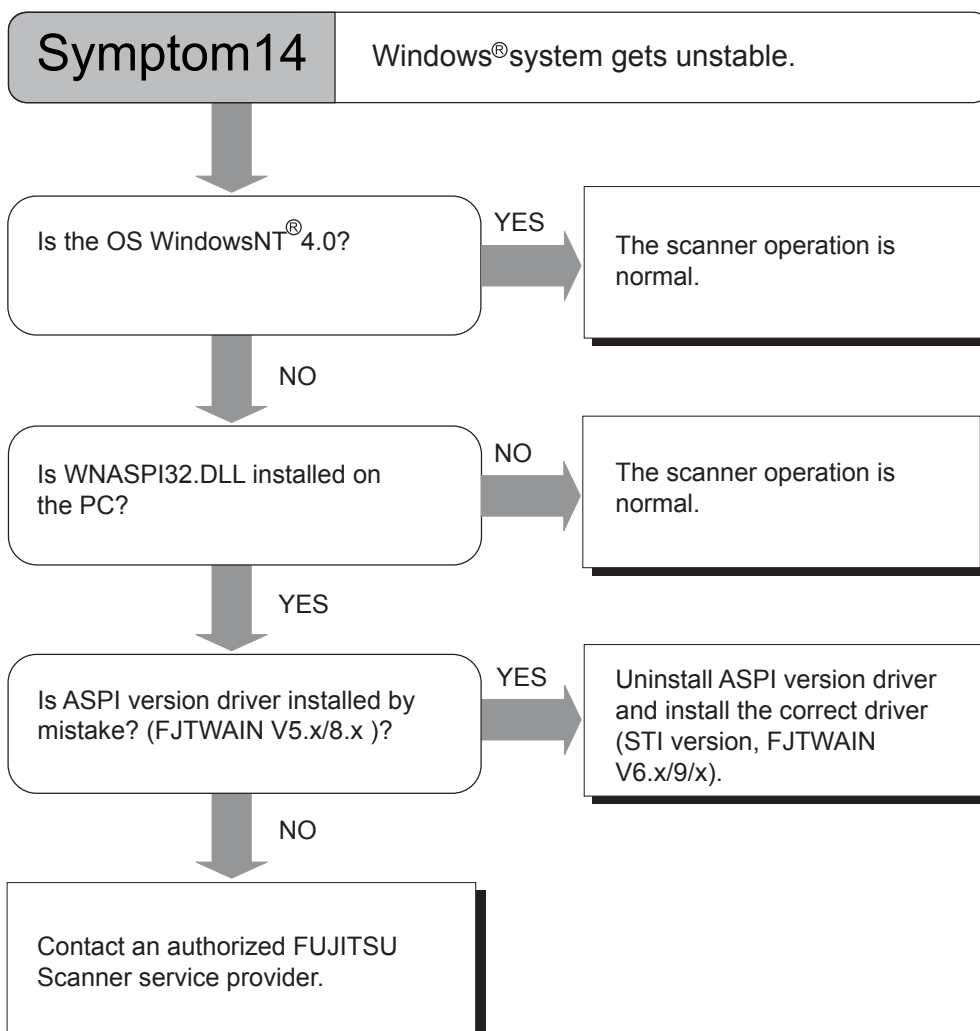 Symptom14
Windows®system gets unstable.
Is the OS WindowsNT®4.0?
YES
The scanner operation is
normal.
NO
Is WNASPI32.DLL installed on
the PC?
NO
The scanner operation is
normal.
YES
Is ASPI version driver installed by
mistake? (FJTWAIN V5.x/8.x )?
YES
Uninstall ASPI version driver
and install the correct driver
(STI version, FJTWAIN
V6.x/9/x).
NO
Contact an authorized FUJITSU
Scanner service provider.